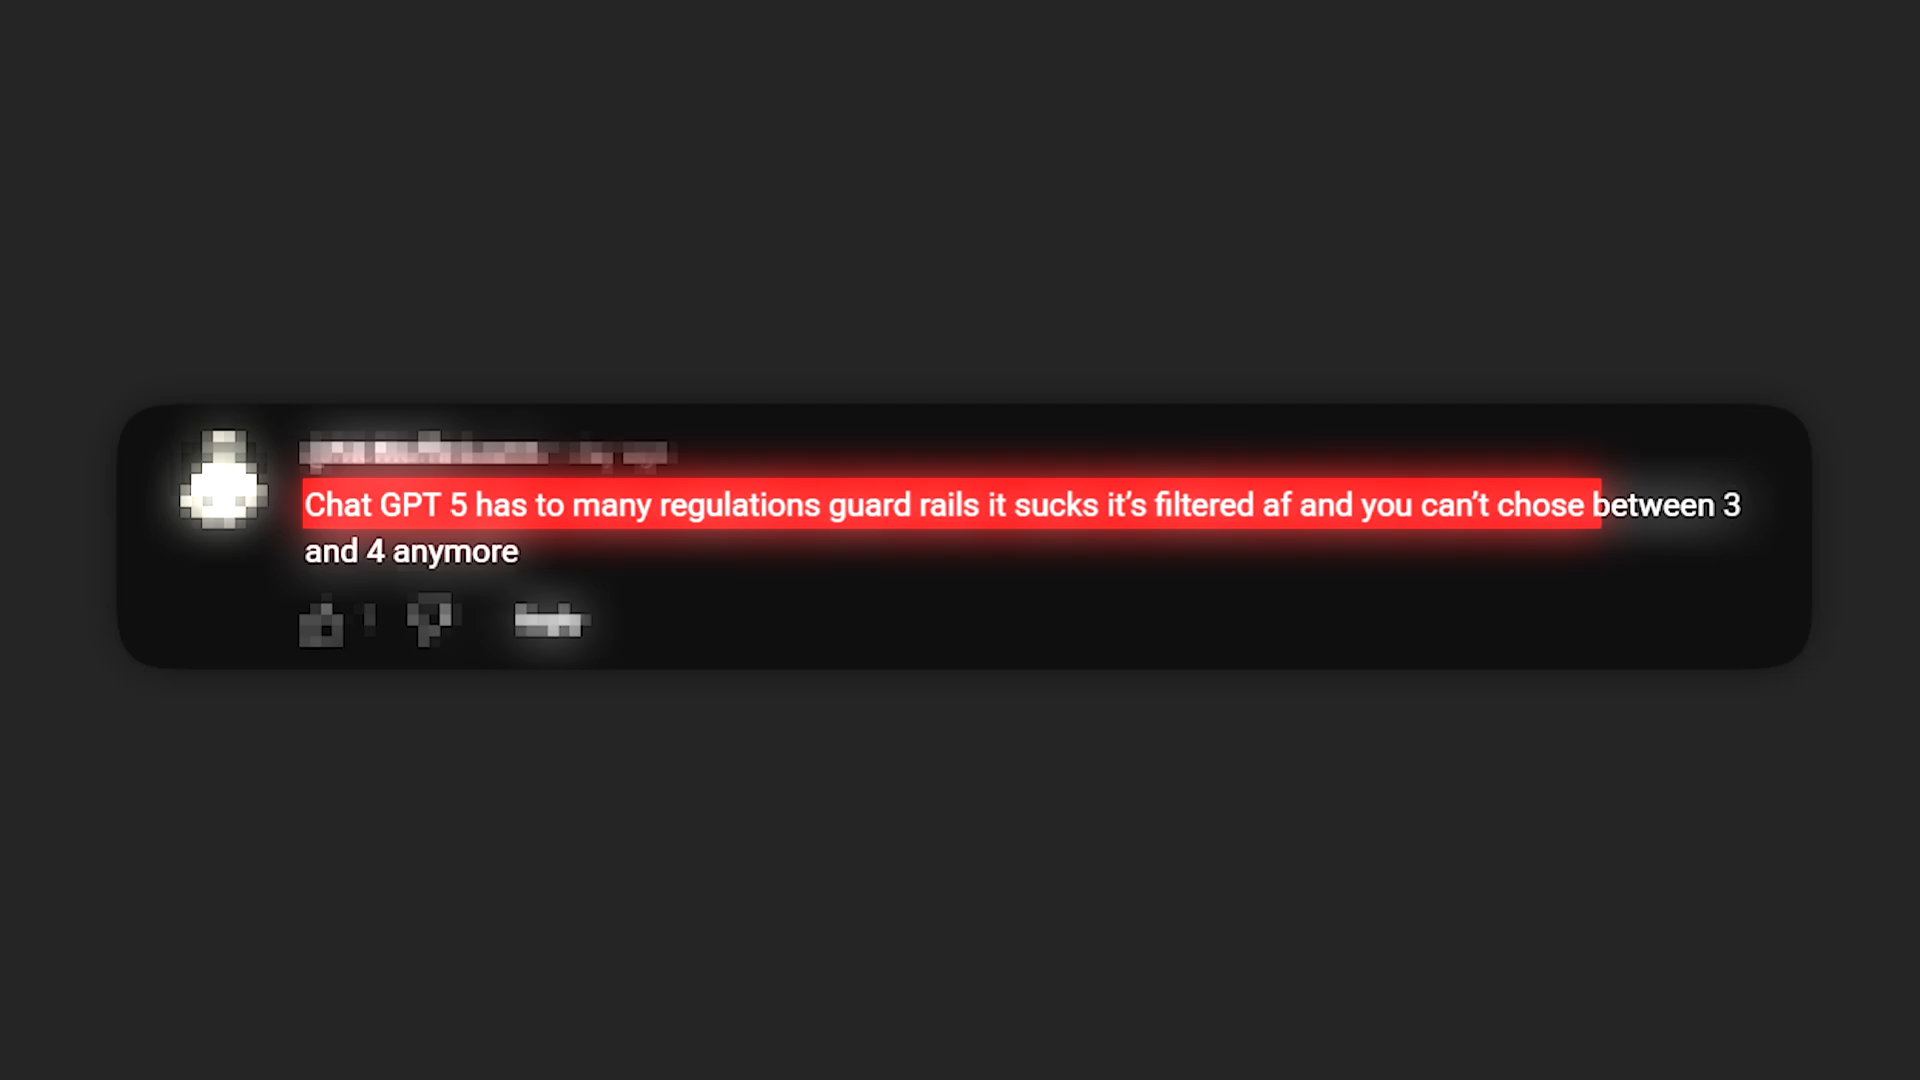 Chat GPT 5 has to many regulations guard rails it sucks it’s filtered af and you can’t chose between 3
and 4 anymore